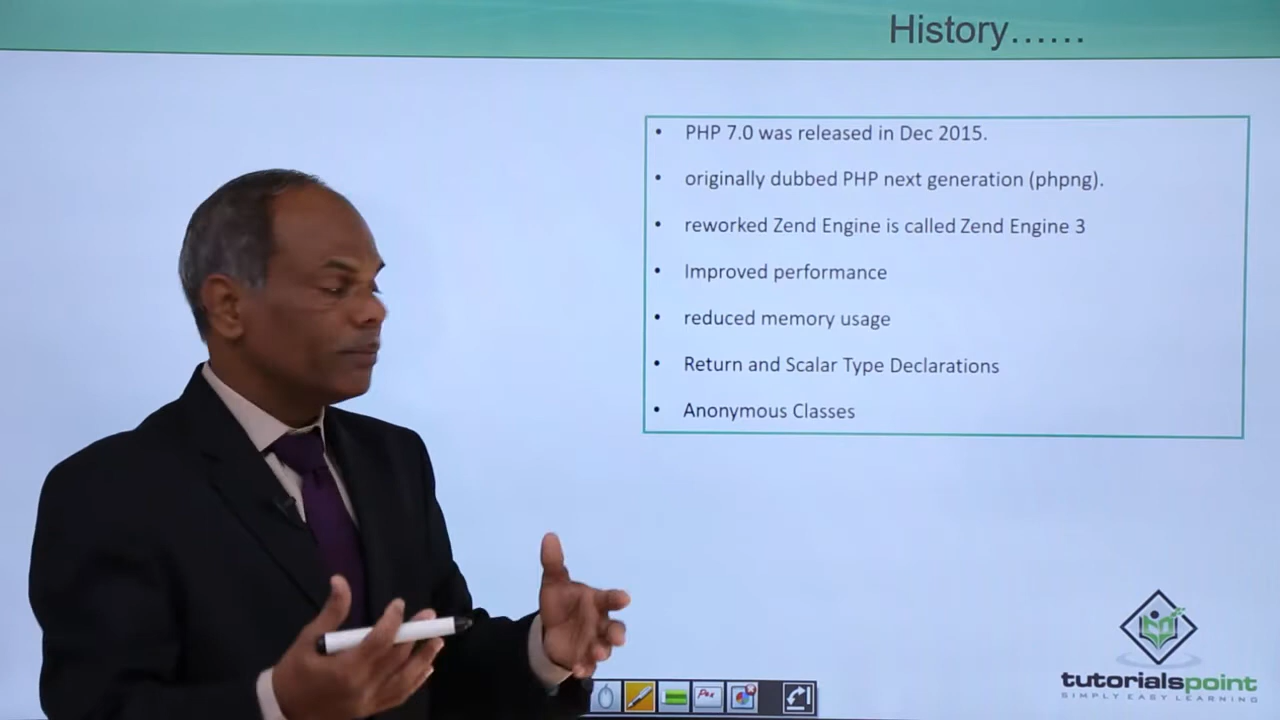 History......
• PHP 7.0 was released in Dec 2015.
• originally dubbed PHP next generation (phpng).
• reworked Zend Engine is called Zend Engine 3
• Improved performance
• reduced memory usage
• Return and Scalar Type Declarations
• Anonymous Classes
tutorialspoint
SIMPLY EASY LEARNING